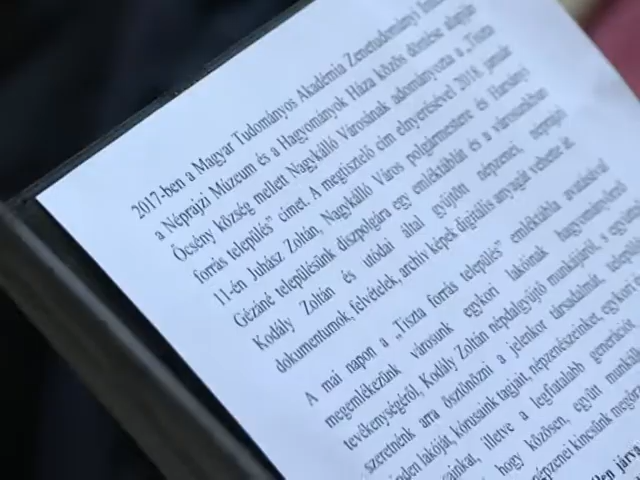 2017-ben a Magyar Tudományos Akadémia Zenetudományi
a Néprajzi Múzeum és a Hagyományok Háza közös döntése alapján
Őcsény község mellett Nagykálló Városának adományozta a „Tiszta
forrás település” címet. A megtisztelő cím elnyerésével 2018. január
11-én Juhász Zoltán, Nagykálló Város polgármestere és Harsányi
Gézáné településünk díszpolgára egy emléktáblát és a városunkban
Kodály Zoltán és utódai által gyűjtött népzenei, néprajzi
dokumentumok, felvételek, archív képek digitális anyagát vehette át.
A mai napon a „Tiszta forrás település” emléktábla avatásával
megemlékezünk városunk egykori lakóinak hagyományőrző
tevékenységéről, Kodály Zoltán népdalgyűjtő munkájáról, s egyúttal
szeretnénk arra ösztönözni a jelenkor társadalmát,
lakóját, kórusaink tagjait, népzenészeinket egykori
illetve a legfiatalabb generációt
hogy közösen, együtt
népzenei kincsünk